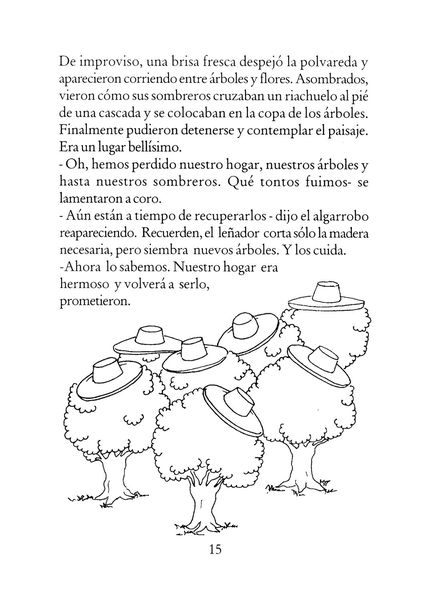 De improviso, una brisa fresca despejó la polvareda y
aparecieron corriendo entre árboles y flores. Asombrados,
vieron cómo sus sombreros cruzaban un riachuelo al pié
de una cascada y se colocaban en la copa de los árboles.
Finalmente pudieron detenerse y contemplar el paisaje.
Era un lugar bellísimo.
- Oh, hemos perdido nuestro hogar, nuestros árboles y
hasta nuestros sombreros. Qué tontos fuimos- se
lamentaron a coro.
- Aún están a tiempo de recuperarlos - dijo el algarrobo
reapareciendo. Recuerden, el leñador corta sólo la madera
necesaria, pero siembra nuevos árboles. Y los cuida.
-Ahora lo sabemos. Nuestro hogar era
hermoso y volverá a serlo,
prometieron.
15